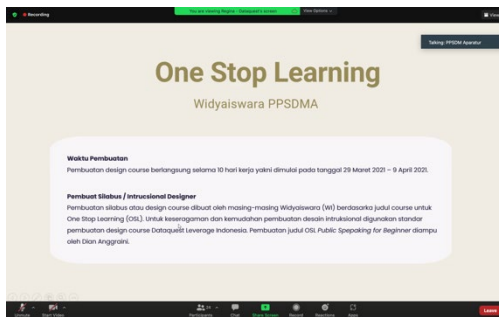 Recording
You are viewing Regina - Dataquest's screen
View Options
View
Talking: PPSDM Aparatur
One Stop Learning
Widyaiswara PPSDMA
Waktu Pembuatan
Pembuatan design course berlangsung selama 10 hari kerja yakni dimulai pada tanggal 29 Maret 2021 – 9 April 2021.
Pembuat Silabus / Intrucsional Designer
Pembuatan silabus atau design course dibuat oleh masing-masing Widyaiswara (WI) berdasarka judul course untuk
One Stop Learning (OSL). Untuk keseragaman dan kemudahan pembuatan desain intruksional digunakan standar
pembuatan design course Dataquest Leverage Indonesia. Pembuatan judul OSL Public Spepaking for Beginner diampu
oleh Dian Anggraini.
Unmute
Start Video
Participants
Chat
Share Screen
Record
Reactions
Apps
Leave